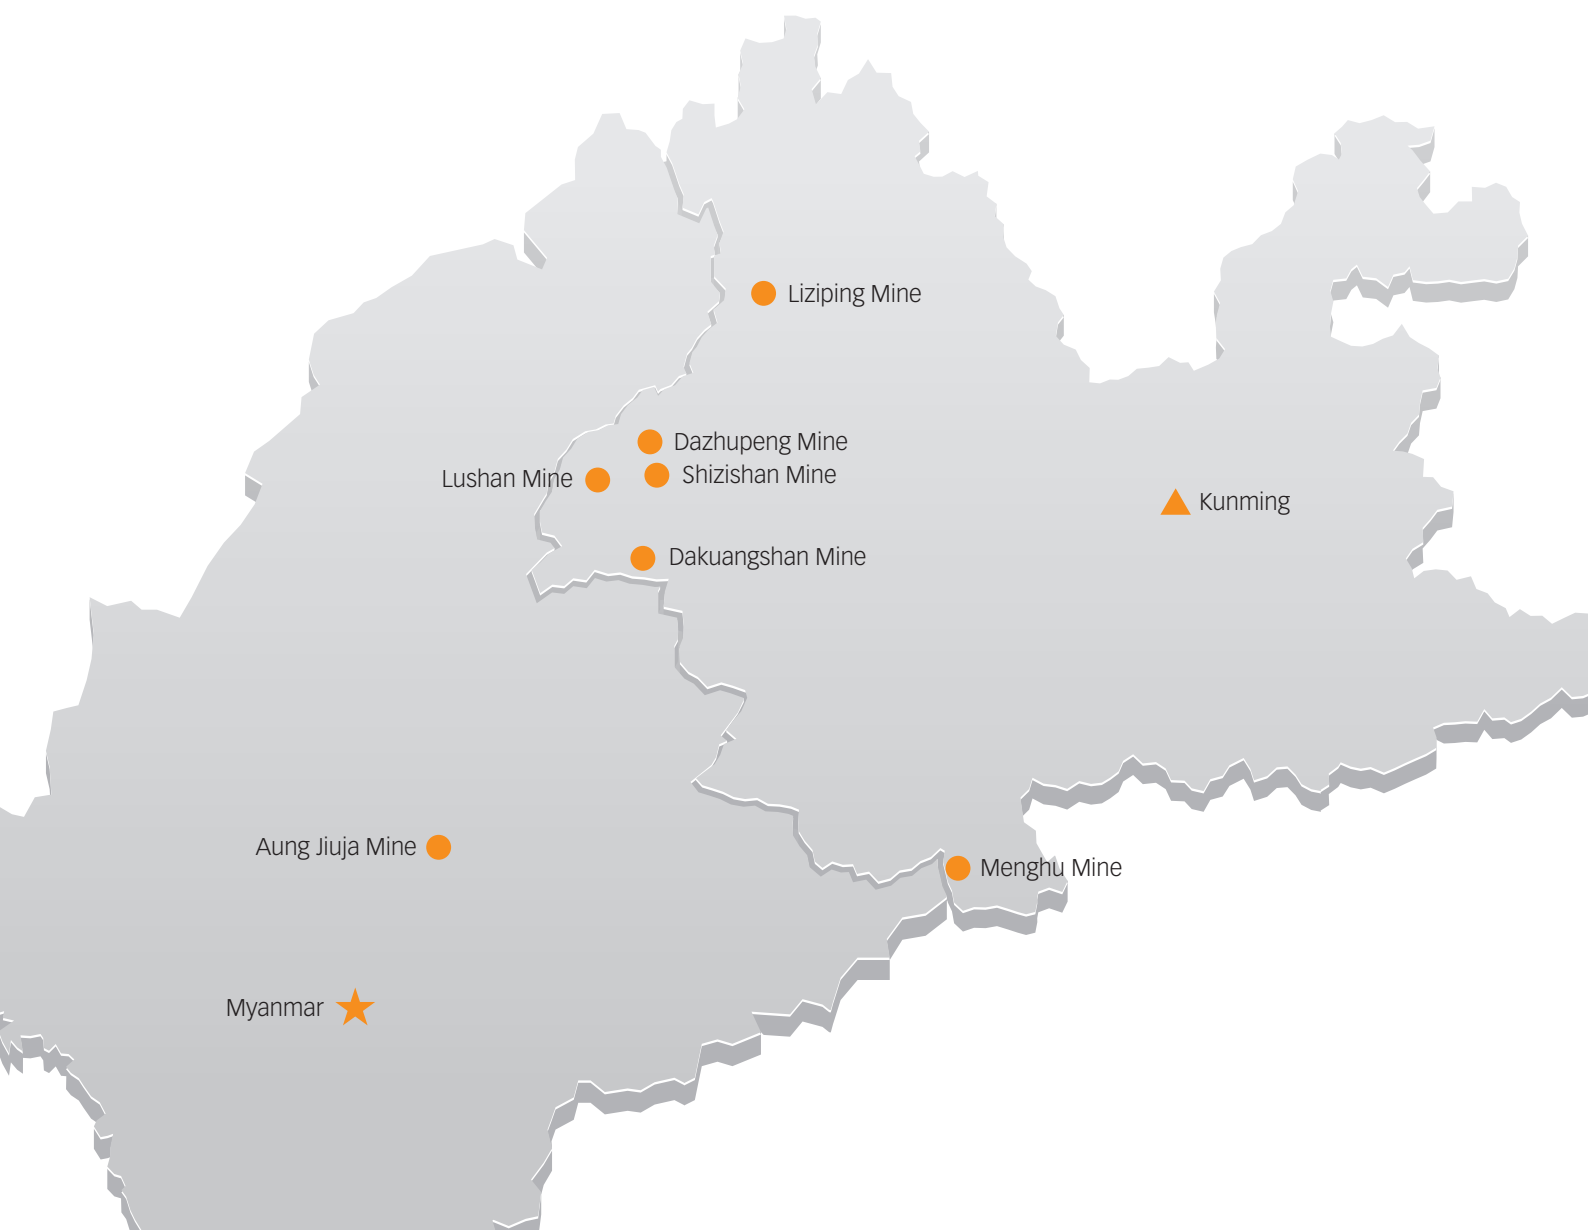 Liziping Mine
Dazhupeng Mine
Lushan Mine
Shizishan Mine
Kunming
Dakuangshan Mine
Aung Jiuja Mine
Menghu Mine
Myanmar